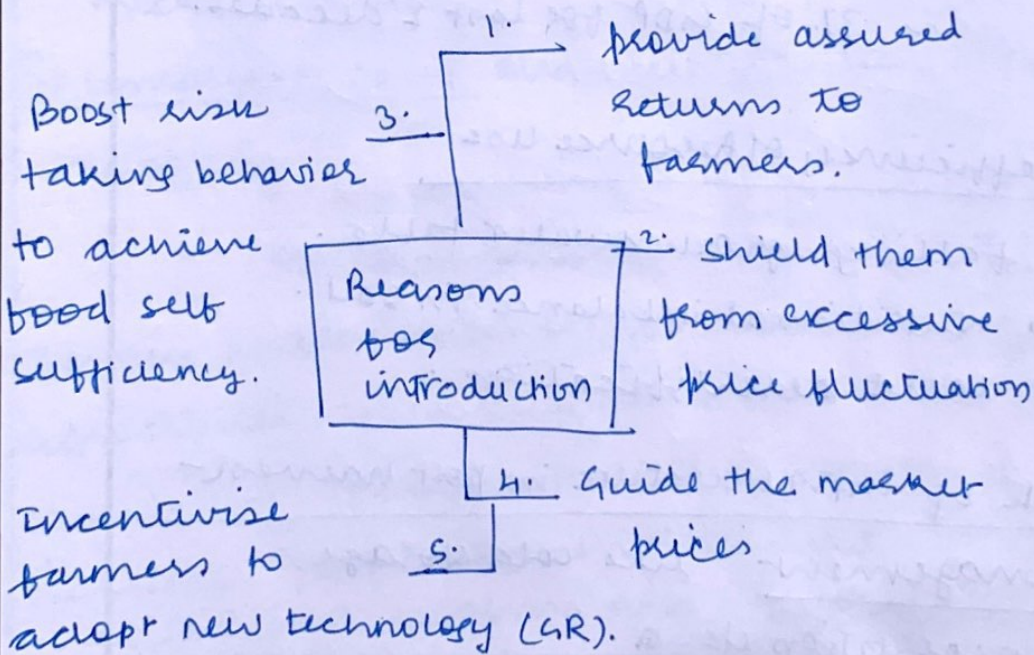 1. provide assured
returns to
farmers.
2. shield them
from excessive
price fluctuation
3. Boost risk
taking behavior
to achieve
food self
sufficiency.
Reasons
for
introduction
4. Guide the market
prices
5. Incentivise
farmers to
adopt new technology (GR).